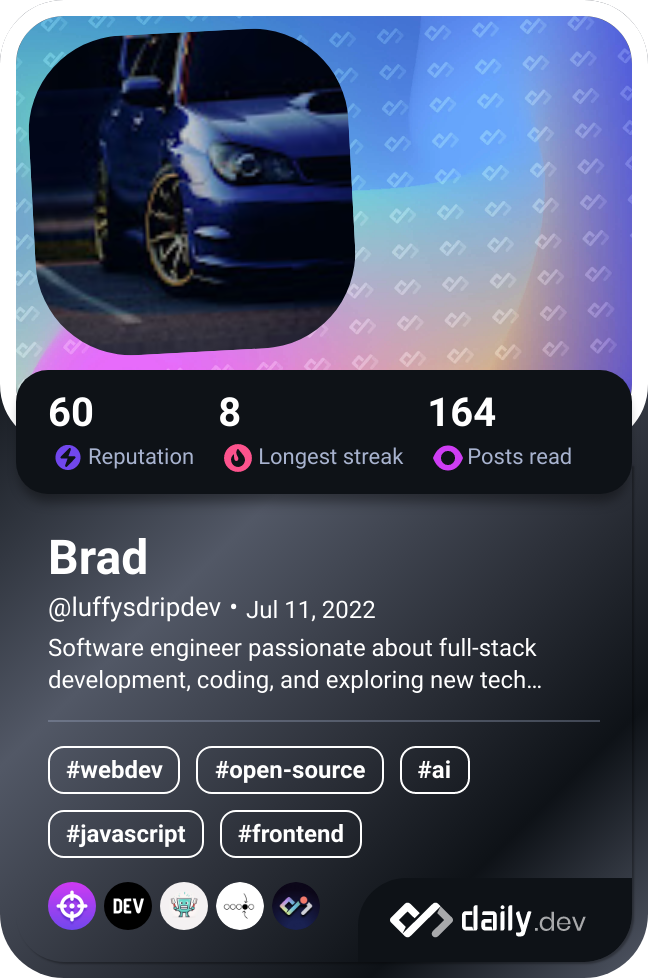 60
8
164
Reputation
Longest streak
Posts read
Brad
@luffysdripdev • Jul 11, 2022
Software engineer passionate about full-stack
development, coding, and exploring new tech...
#webdev
#open-source
#ai
#javascript
#frontend
DEV
daily.dev